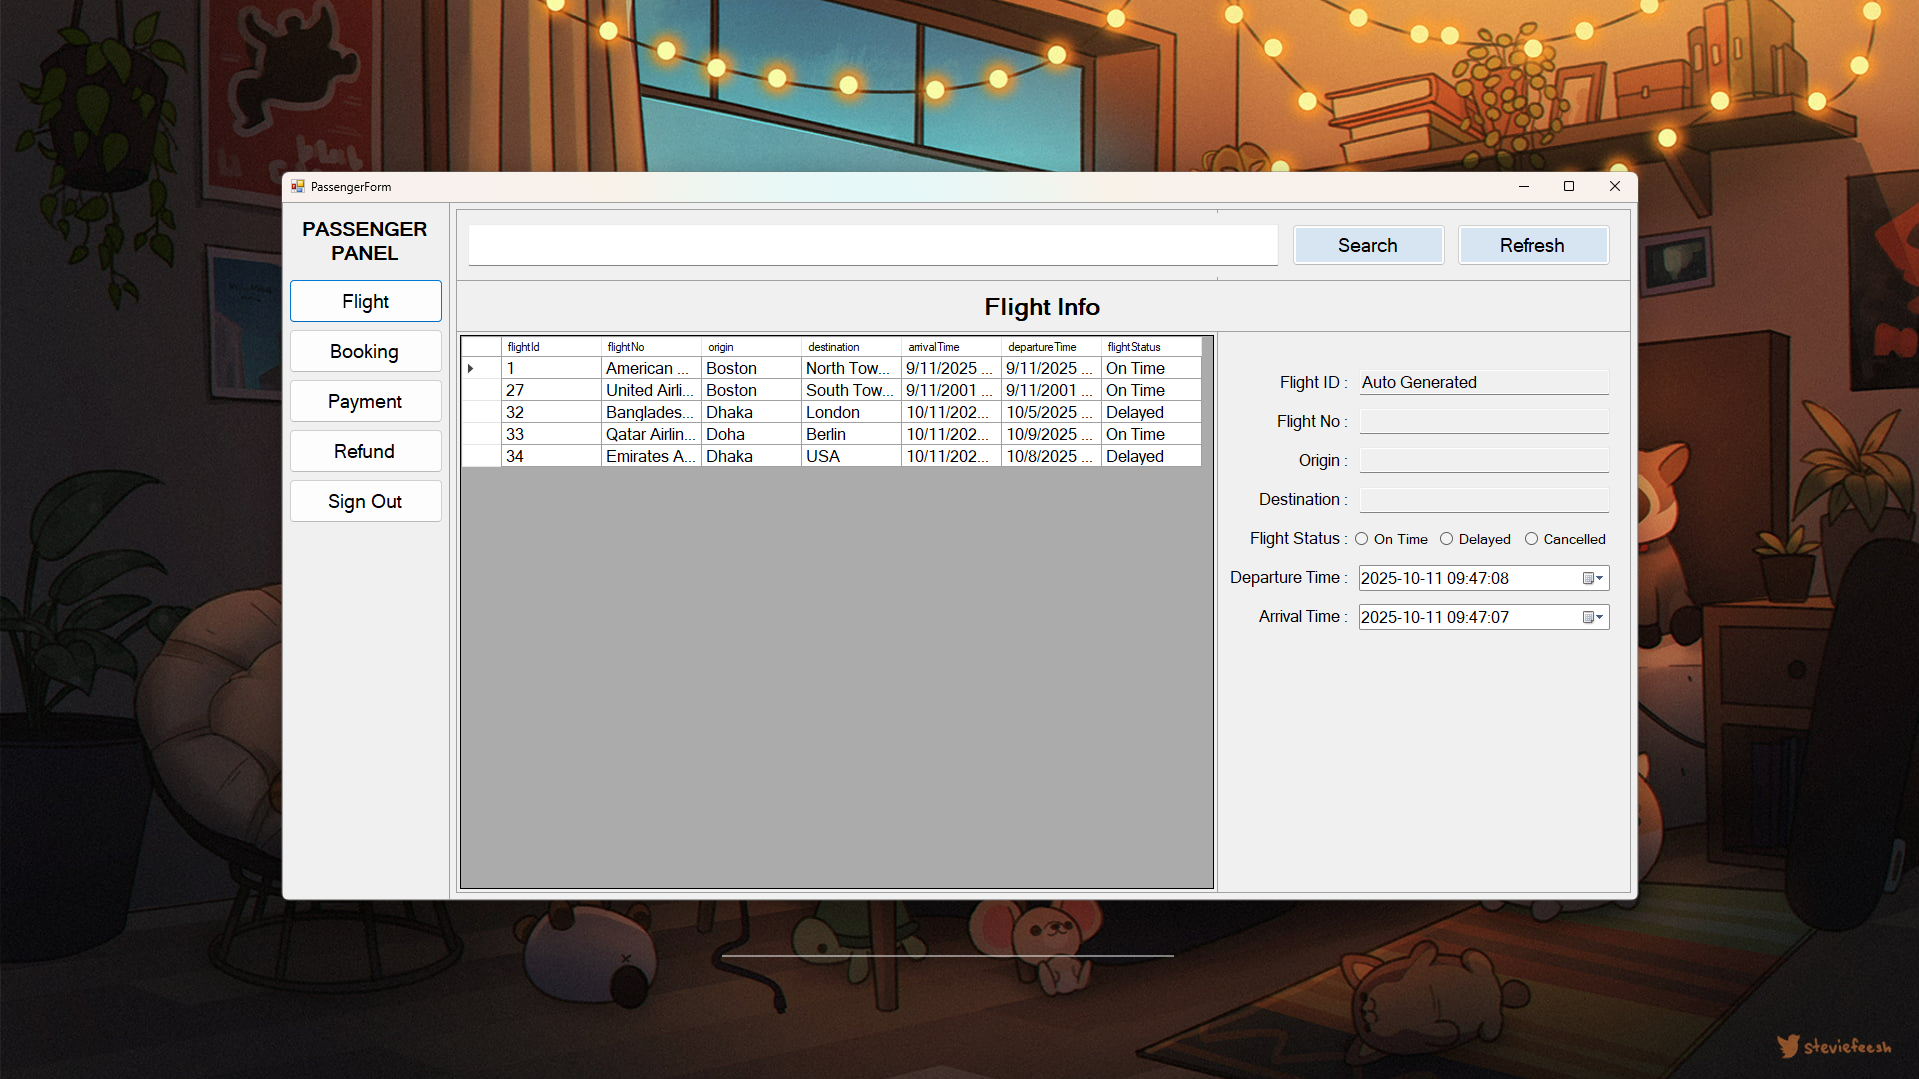 PassengerForm
PASSENGER
PANEL
Flight
Booking
Payment
Refund
Sign Out
Search
Refresh
Flight Info
flightId flightNo origin destination arrivalTime departureTime flightStatus
1 American ... Boston North Tow... 9/11/2025 ... 9/11/2025 ... On Time
27 United Airli... Boston South Tow... 9/11/2001 ... 9/11/2001 ... On Time
32 Banglades... Dhaka London 10/11/202... 10/5/2025 ... Delayed
33 Qatar Airlin... Doha Berlin 10/11/202... 10/9/2025 ... On Time
34 Emirates A... Dhaka USA 10/11/202... 10/8/2025 ... Delayed
Flight ID : Auto Generated
Flight No :
Origin :
Destination :
Flight Status : On Time Delayed Cancelled
Departure Time : 2025-10-11 09:47:08
Arrival Time : 2025-10-11 09:47:07
steviefeesh